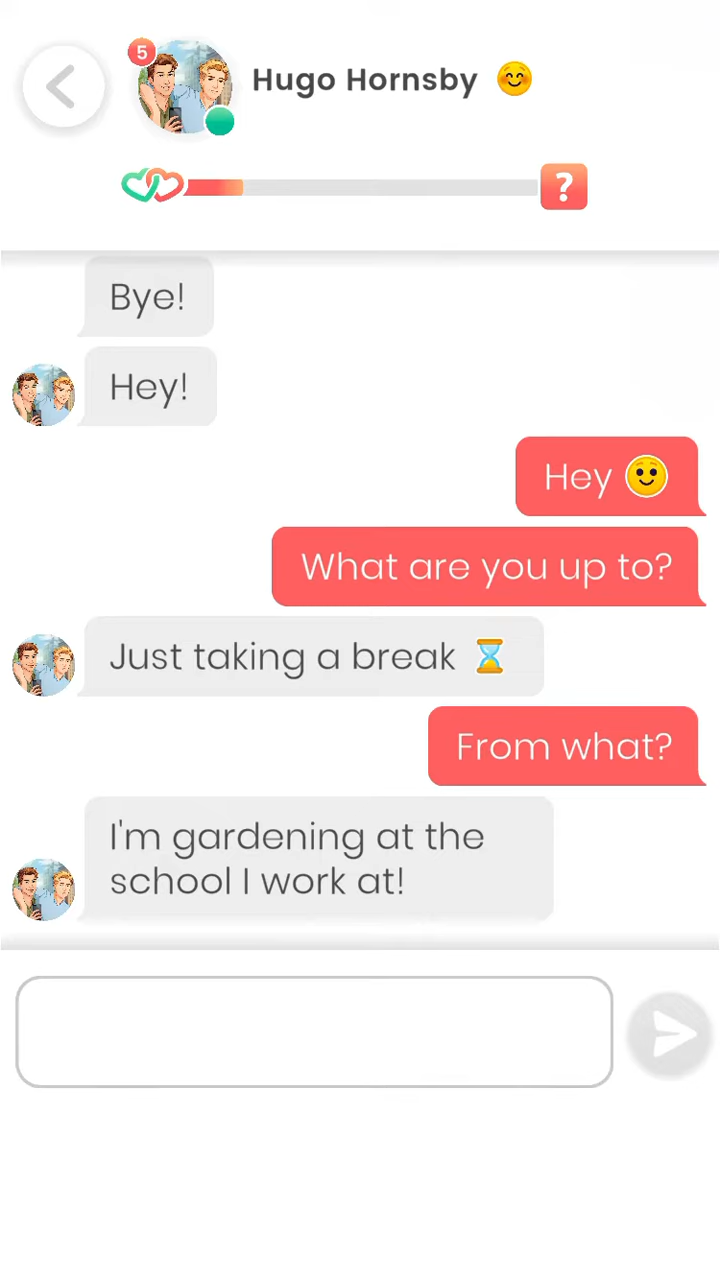 5
Hugo Hornsby 😊
?
Bye!
Hey!
Hey 🙂
What are you up to?
Just taking a break ⌛
From what?
I'm gardening at the
school I work at!